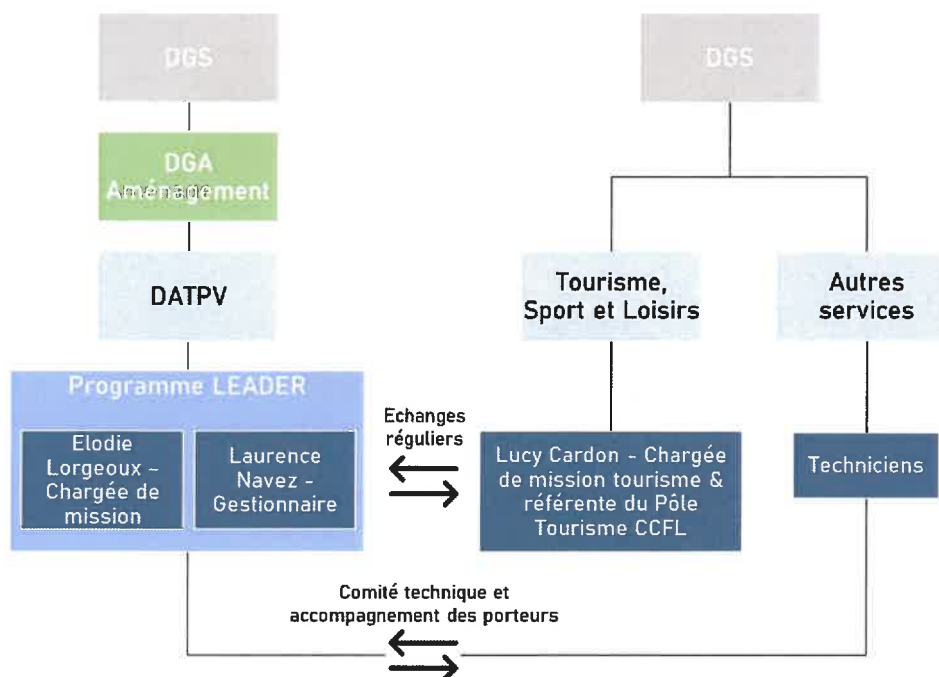 DGS
DGS
DGA
Aménagement
DATPV
Tourisme,
Sport et Loisirs
Autres
services
Programme LEADER
Elodie
Lorgeoux –
Chargée de
mission
Laurence
Navez -
Gestionnaire
Echanges
réguliers
Lucy Cardon - Chargée
de mission tourisme &
référente du Pôle
Tourisme CCFL
Techniciens
Comité technique et
accompagnement des porteurs